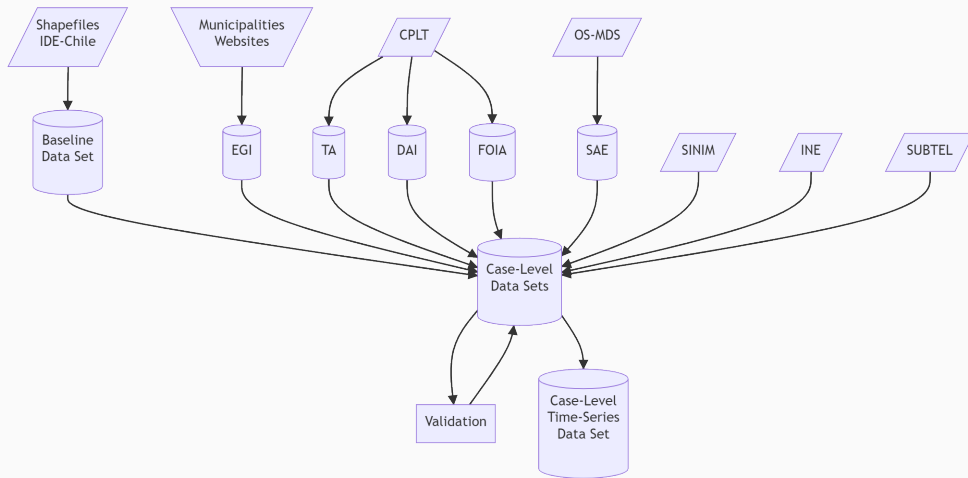 Shapefiles
IDE-Chile
Municipalities
Websites
CPLT
OS-MDS
Baseline
Data Set
EGI
TA
DAI
FOIA
SAE
SINIM
INE
SUBTEL
Case-Level
Data Sets
Validation
Case-Level
Time-Series
Data Set